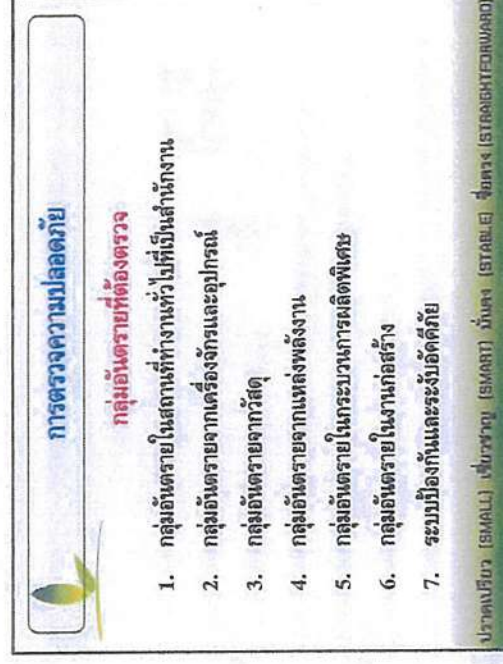 การตรวจความปลอดภัย
กลุ่มอันตรายที่ต้องตรวจ
1. กลุ่มอันตรายในสถานที่ทำงานทั่วไปที่เป็นสำนักงาน
2. กลุ่มอันตรายจากเครื่องจักรและอุปกรณ์
3. กลุ่มอันตรายจากวัสดุ
4. กลุ่มอันตรายจากแหล่งพลังงาน
5. กลุ่มอันตรายในกระบวนการผลิตพิเศษ
6. กลุ่มอันตรายในงานก่อสร้าง
7. ระบบป้องกันและระงับอัคคีภัย
ปราดเปรียว (SMALL) เชี่ยวชาญ (SMART) มั่นคง (STABLE) ซื่อตรง (STRAIGHTFORWARD)